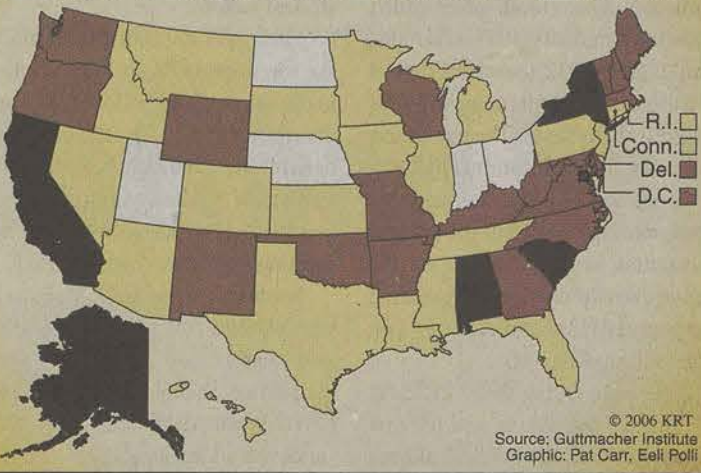 R.I.
Conn.
Del.
D.C.
© 2006 KRT
Source: Guttmacher Institute
Graphic: Pat Carr, Eeli Polli